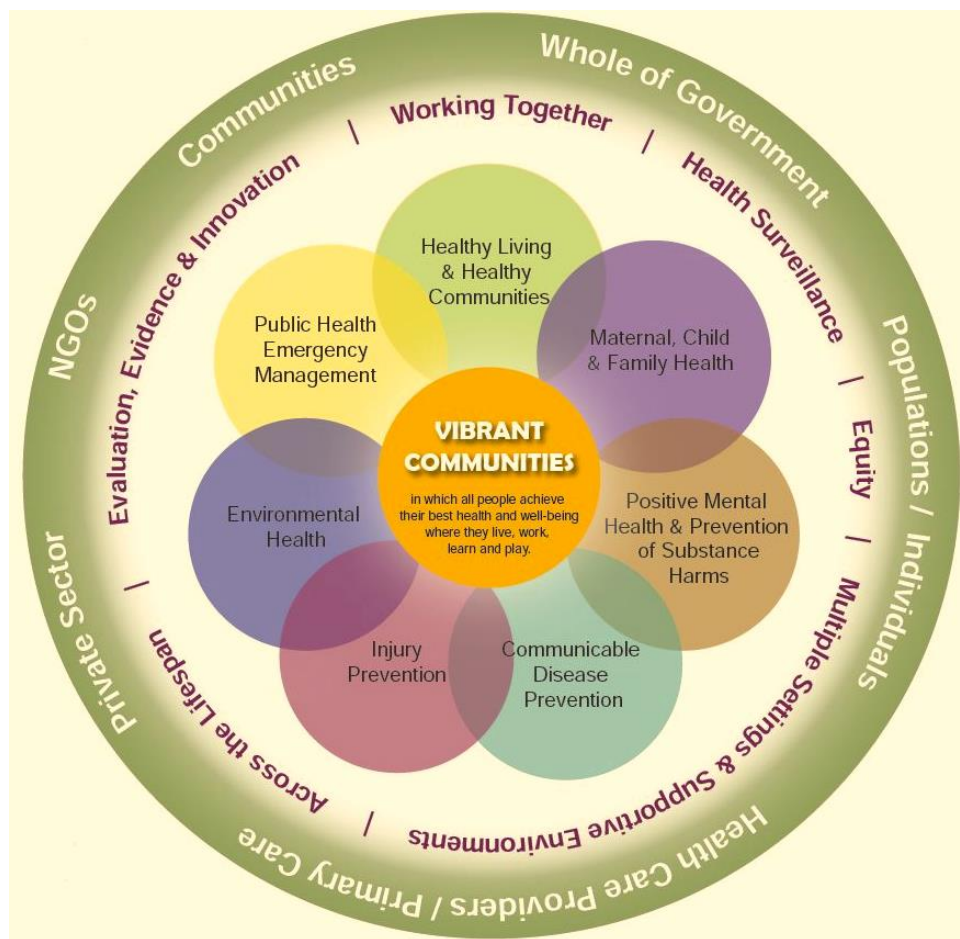 Whole of Government
Populations / Individuals
Health Care Providers / Primary Care
Private Sector
NGOs
Communities
Working Together
|
Health Surveillance
|
Equity
|
Multiple Settings & Supportive Environments
|
Across the Lifespan
|
Evaluation, Evidence & Innovation
|
Healthy Living
& Healthy
Communities
Maternal, Child
& Family Health
Positive Mental
Health & Prevention
of Substance
Harms
Communicable
Disease
Prevention
Injury
Prevention
Environmental
Health
Public Health
Emergency
Management
VIBRANT
COMMUNITIES
in which all people achieve
their best health and well-being
where they live, work,
learn and play.